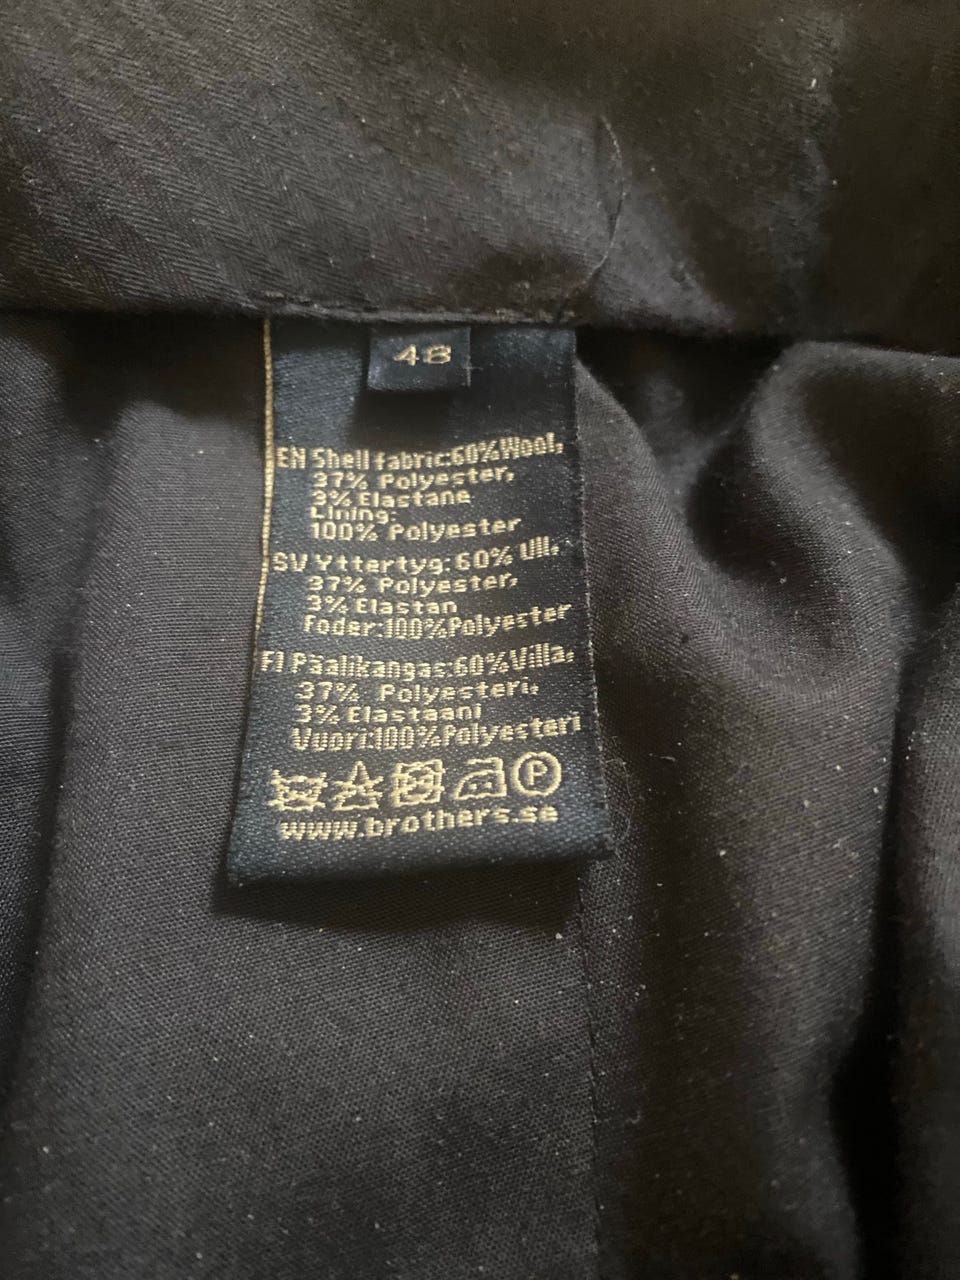 48
EN Shell fabric:60%Wool,
37% Polyester,
3% Elastane
Lining:
100% Polyester
SV Yttertyg:60% Ull,
37% Polyester,
3% Elastan
Foder:100%Polyester
FI Päälikangas:60%Villa,
37% Polyesteri,
3% Elastaani
Vuori:100%Polyesteri
P
www.brothers.se